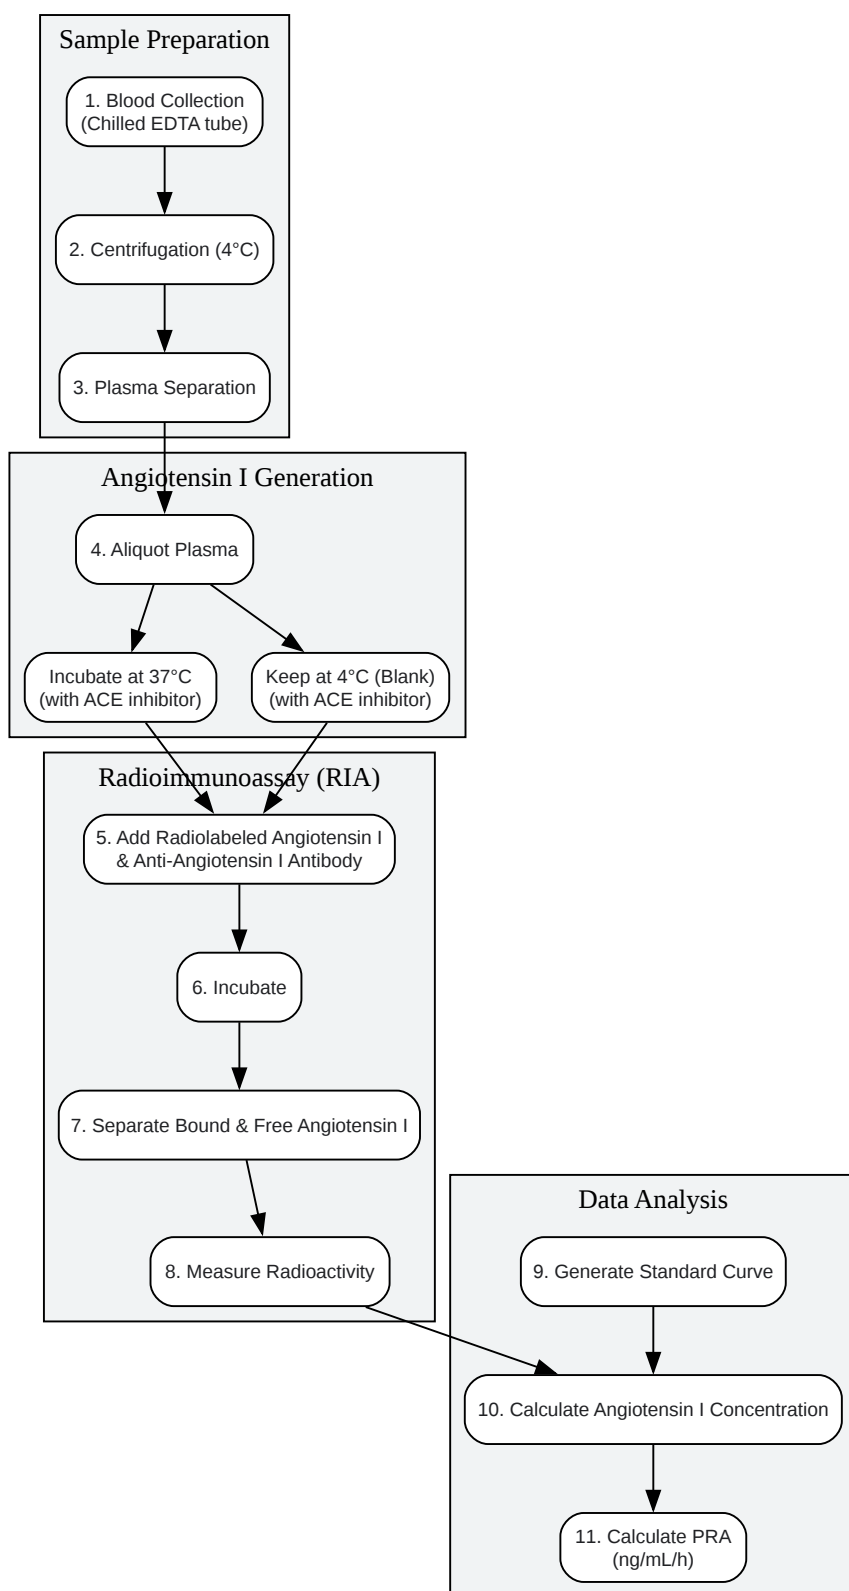 Sample Preparation
1. Blood Collection
(Chilled EDTA tube)
2. Centrifugation (4°C)
3. Plasma Separation
Angiotensin I Generation
4. Aliquot Plasma
Incubate at 37°C
(with ACE inhibitor)
Keep at 4°C (Blank)
(with ACE inhibitor)
Radioimmunoassay (RIA)
5. Add Radiolabeled Angiotensin I
& Anti-Angiotensin I Antibody
6. Incubate
7. Separate Bound & Free Angiotensin I
8. Measure Radioactivity
Data Analysis
9. Generate Standard Curve
10. Calculate Angiotensin I Concentration
11. Calculate PRA
(ng/mL/h)